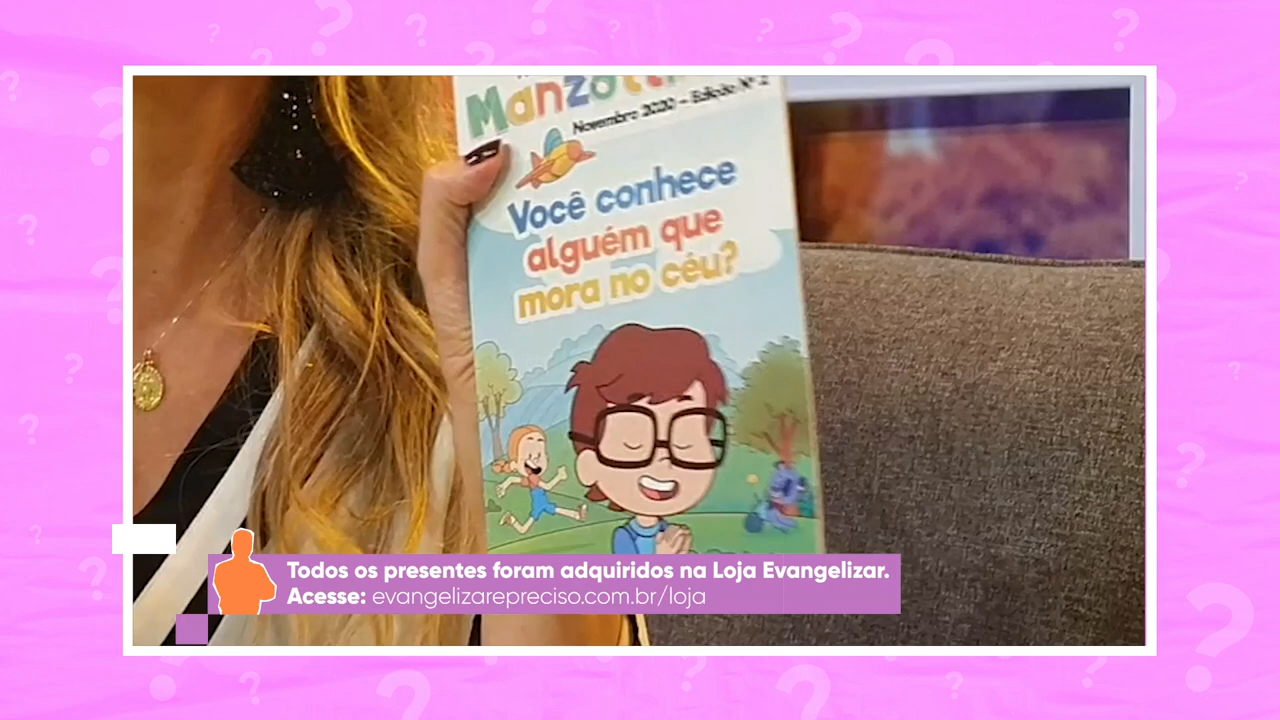 Manzotti
Novembro 2020 - Edição Nº 2
Você conhece
alguém que
mora no céu?
Todos os presentes foram adquiridos na Loja Evangelizar.
Acesse: evangelizarepreciso.com.br/loja